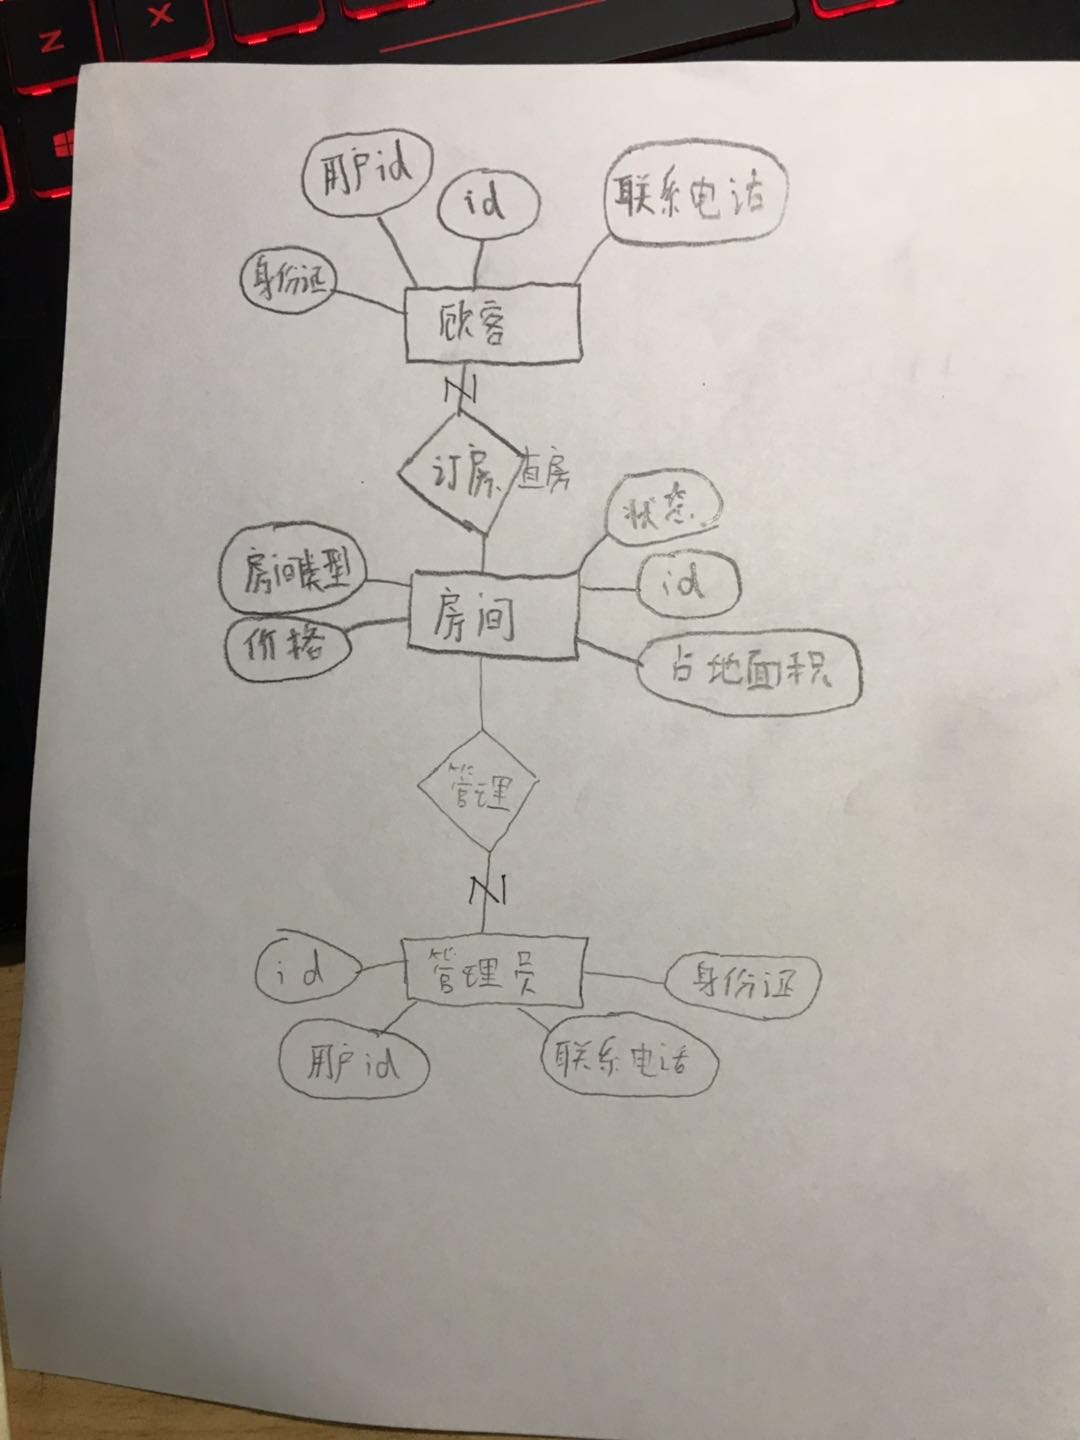 Z
X
用户id
id
联系电话
身份证
顾客
N
订房、查房
状态
房间类型
id
房间
价格
占地面积
管理
N
id
管理员
身份证
用户id
联系电话